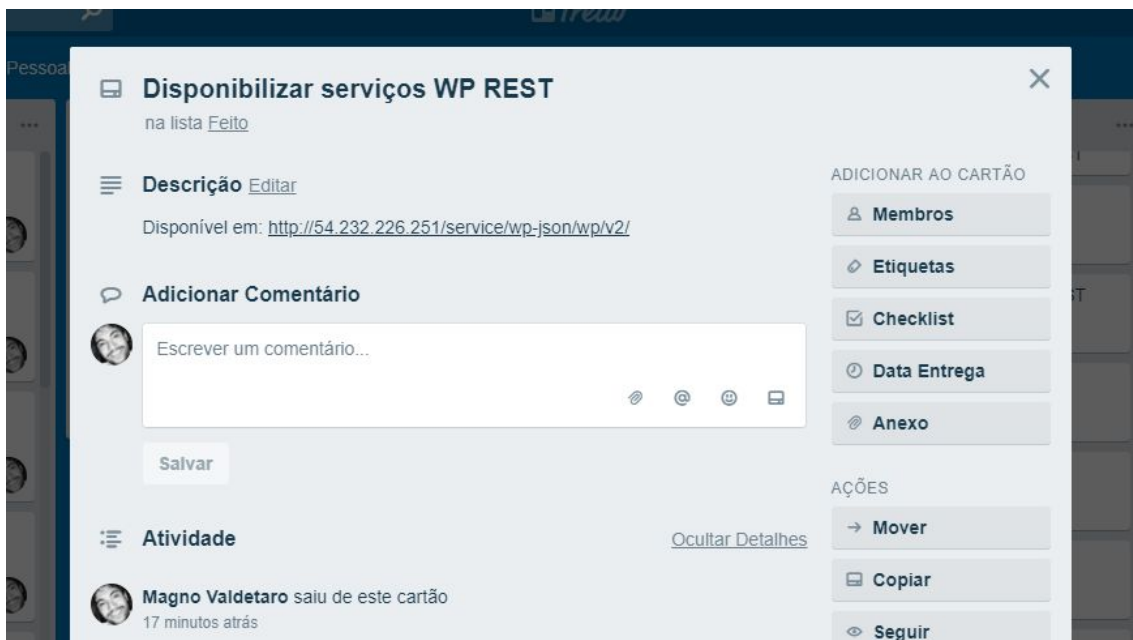 Trello
Pessoal
Disponibilizar serviços WP REST
na lista Feito
Descrição Editar
Disponível em: http://54.232.226.251/service/wp-json/wp/v2/
Adicionar Comentário
Escrever um comentário...
Salvar
Atividade Ocultar Detalhes
Magno Valdetaro saiu de este cartão
17 minutos atrás
ADICIONAR AO CARTÃO
Membros
Etiquetas
Checklist
Data Entrega
Anexo
AÇÕES
Mover
Copiar
Seguir